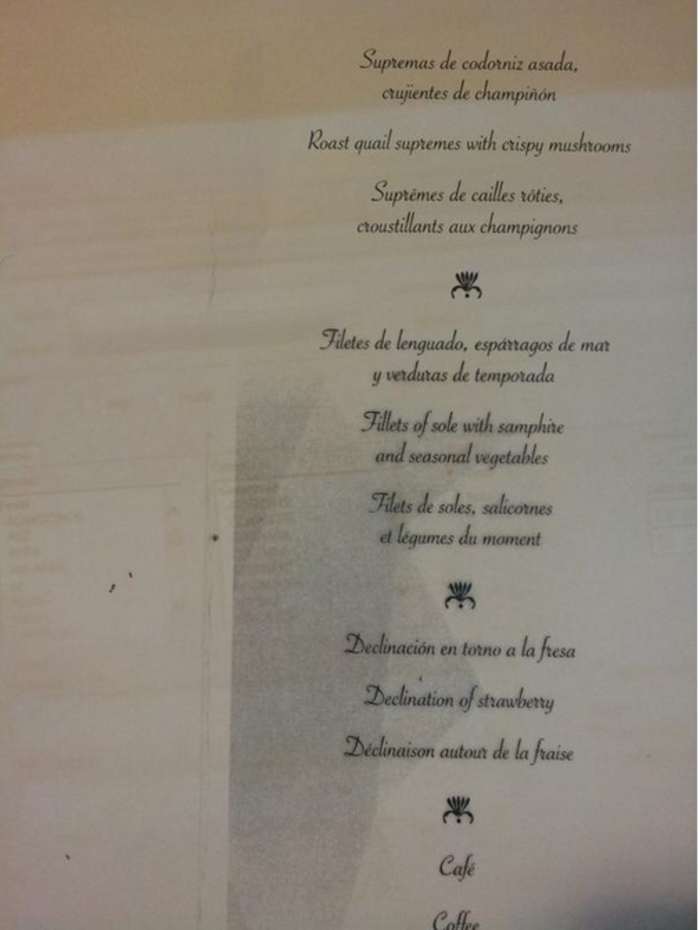 Supremas de codorniz asada,
crujientes de champiñón
Roast quail supremes with crispy mushrooms
Suprêmes de cailles rôties,
croustillants aux champignons
Filetes de lenguado, espárragos de mar
y verduras de temporada
Fillets of sole with samphire
and seasonal vegetables
Filets de soles, salicornes
et légumes du moment
Declinación en torno a la fresa
Declination of strawberry
Déclinaison autour de la fraise
Café
Coffee